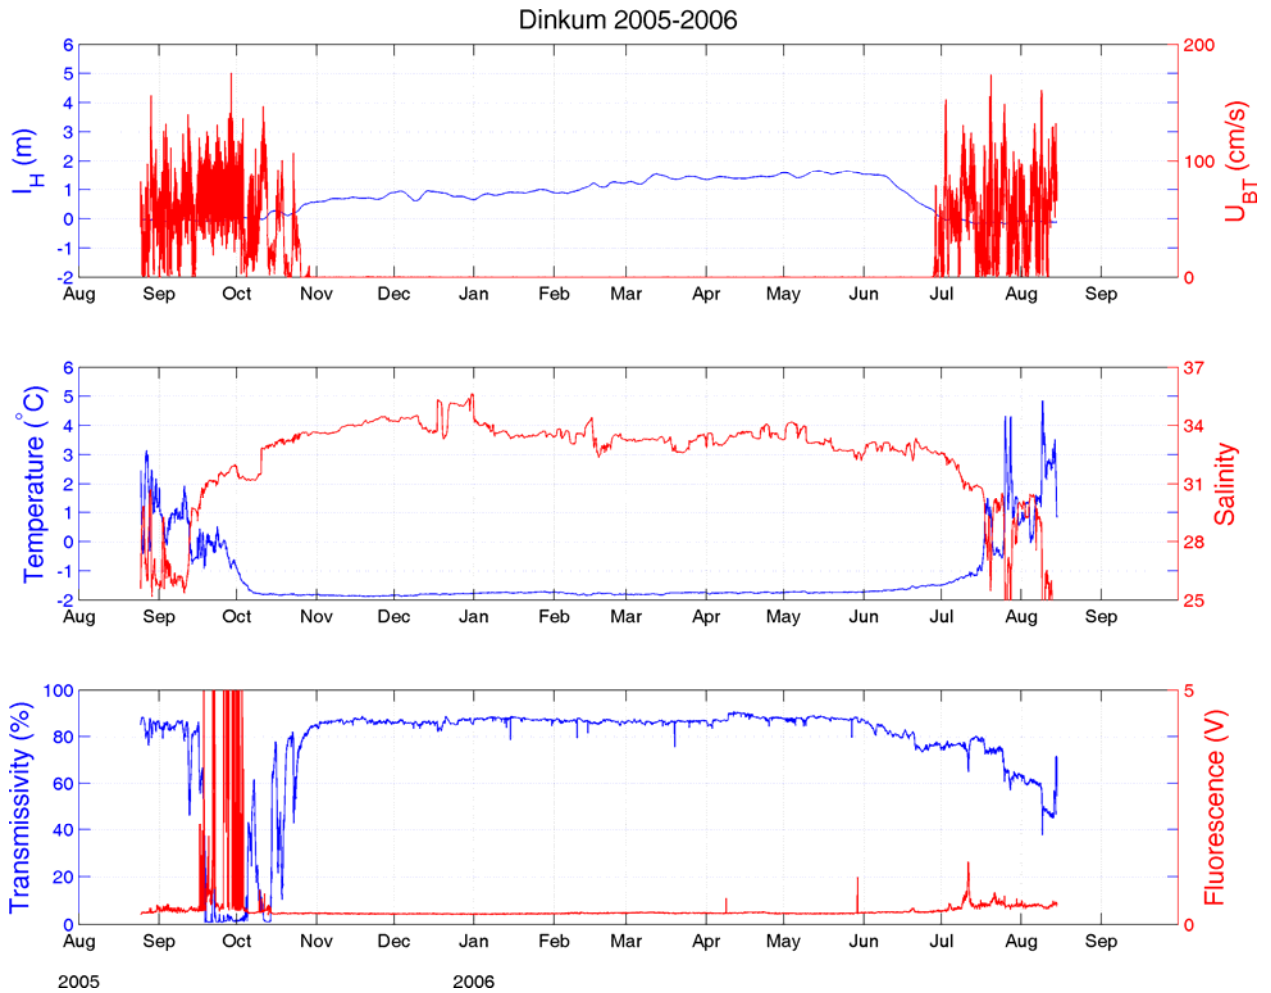 Dinkum 2005-2006
6 5 4 3 2 1 0 -1 -2
I_H (m)
200 100 0
U_BT (cm/s)
Aug Sep Oct Nov Dec Jan Feb Mar Apr May Jun Jul Aug Sep
6 5 4 3 2 1 0 -1 -2
Temperature (°C)
37 34 31 28 25
Salinity
Aug Sep Oct Nov Dec Jan Feb Mar Apr May Jun Jul Aug Sep
100 80 60 40 20 0
Transmissivity (%)
5 0
Fluorescence (V)
Aug Sep Oct Nov Dec Jan Feb Mar Apr May Jun Jul Aug Sep
2005 2006